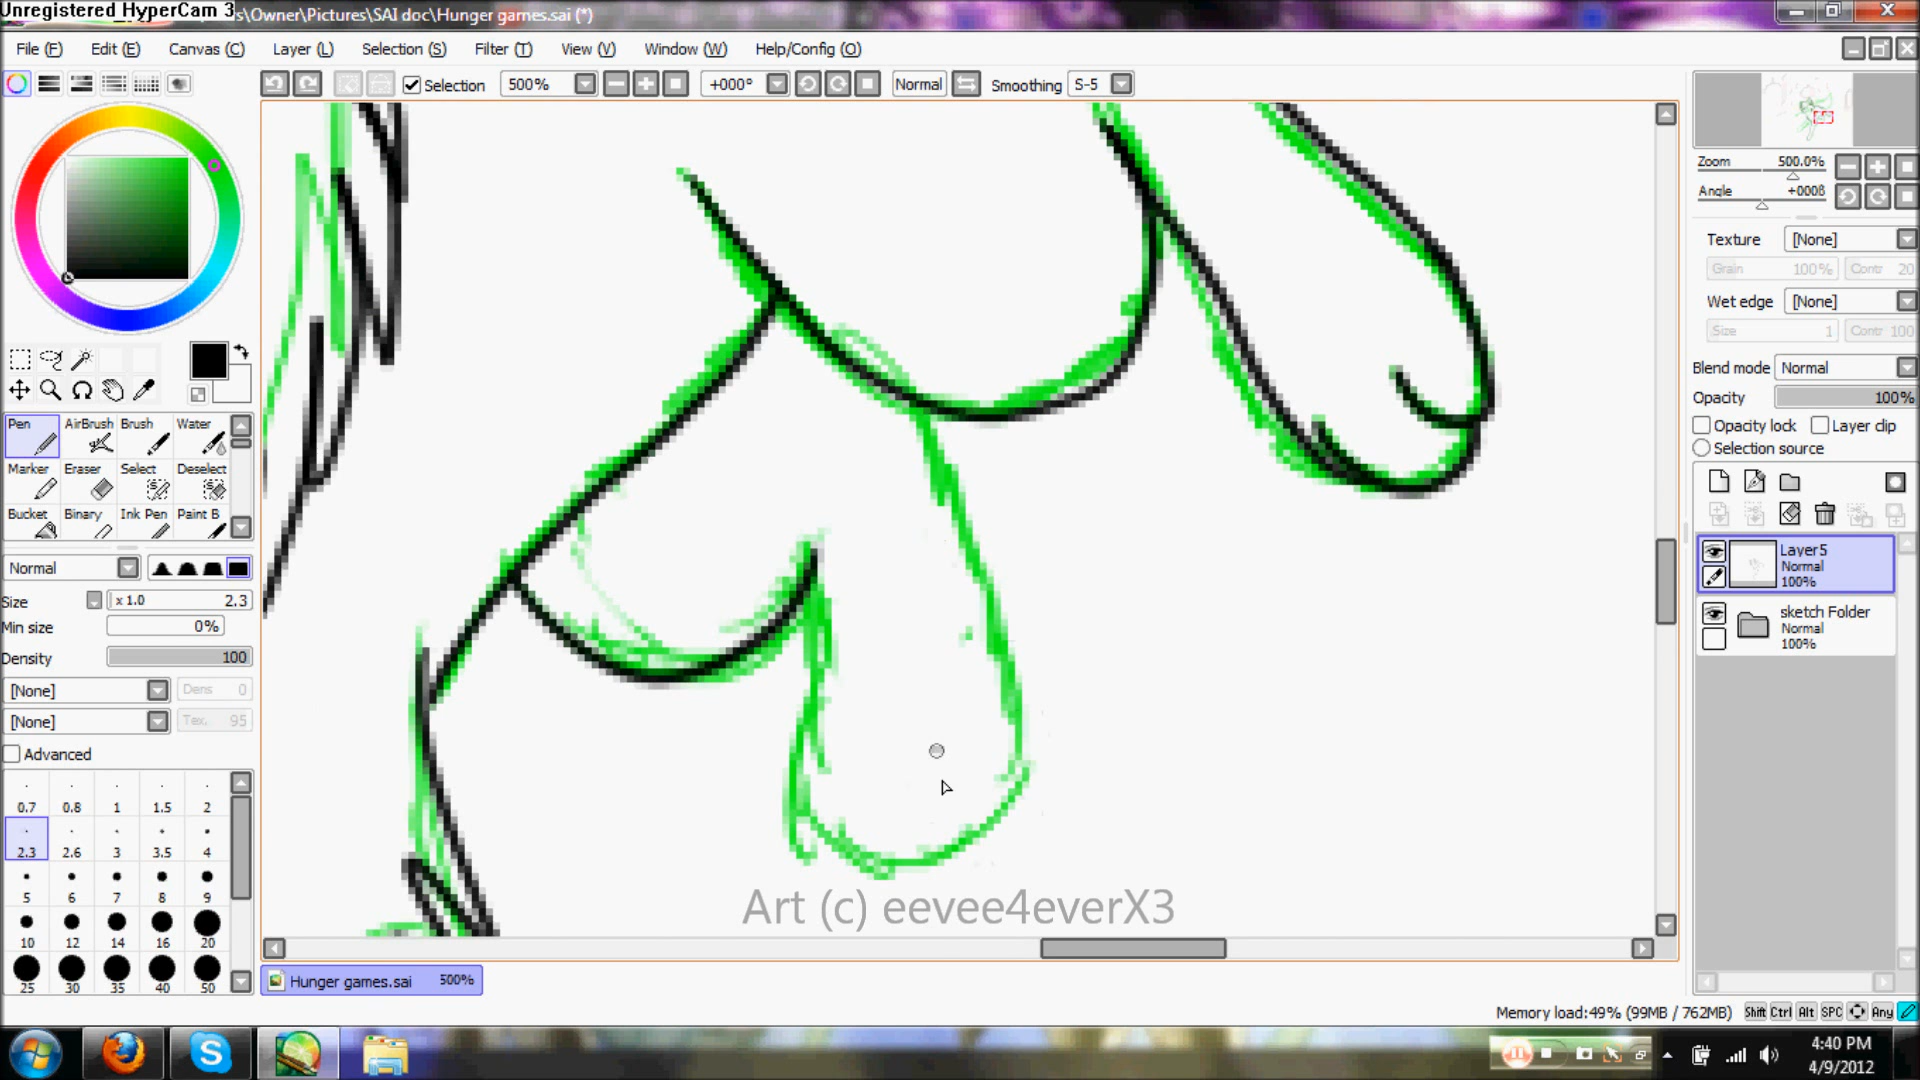 Unregistered HyperCam 3
s\Owner\Pictures\SAI doc\Hunger games.sai (*)
File (F) Edit (E) Canvas (C) Layer (L) Selection (S) Filter (T) View (V) Window (W) Help/Config (O)
Selection 500% +000° Normal Smoothing S-5
Zoom 500.0%
Angle +000ß
Texture [None]
Grain 100% Contr 20
Wet edge [None]
Size 1 Contr 100
Blend mode Normal
Opacity 100%
Opacity lock Layer clip
Selection source
Layer5
Normal
100%
sketch Folder
Normal
100%
Pen AirBrush Brush Water
Marker Eraser Select Deselect
Bucket Binary Ink Pen Paint B
Normal
Size x 1.0 2.3
Min size 0%
Density 100
[None] Dens 0
[None] Tex. 95
Advanced
0.7 0.8 1 1.5 2
2.3 2.6 3 3.5 4
5 6 7 8 9
10 12 14 16 20
25 30 35 40 50
Art (c) eevee4everX3
Hunger games.sai 500%
Memory load:49% (99MB / 762MB) Shift Ctrl Alt SPC Any
4:40 PM
4/9/2012